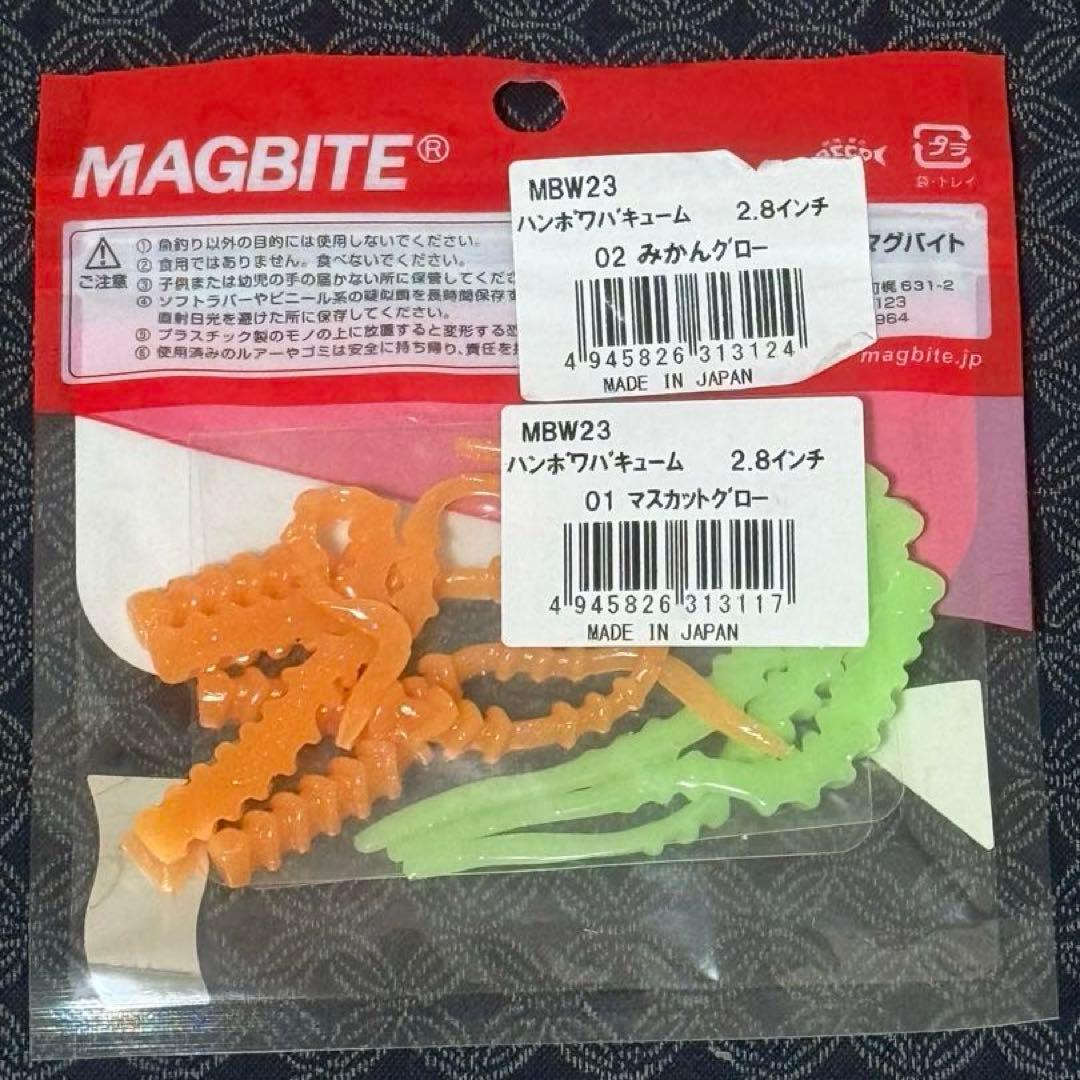 MAGBITE®
プラ
袋・トレイ
ご注意
① 魚釣り以外の目的には使用しないでください。
② 食用ではありません。食べないでください。
③ 子供または幼児の手の届かない所に保管してくださ
④ ソフトラバーやビニール系の疑似餌を長時間保存す
直射日光を避けた所に保存してください。
⑤ プラスチック製のモノの上に放置すると変形する恐
⑥ 使用済みのルアーやゴミは安全に持ち帰り、責任を
マグバイト
町梶 631-2
123
964
magbite.jp
MBW23
ハンボワバキューム 2.8インチ
02 みかんグロー
4 945826 313124
MADE IN JAPAN
MBW23
ハンボワバキューム 2.8インチ
01 マスカットグロー
4 945826 313117
MADE IN JAPAN